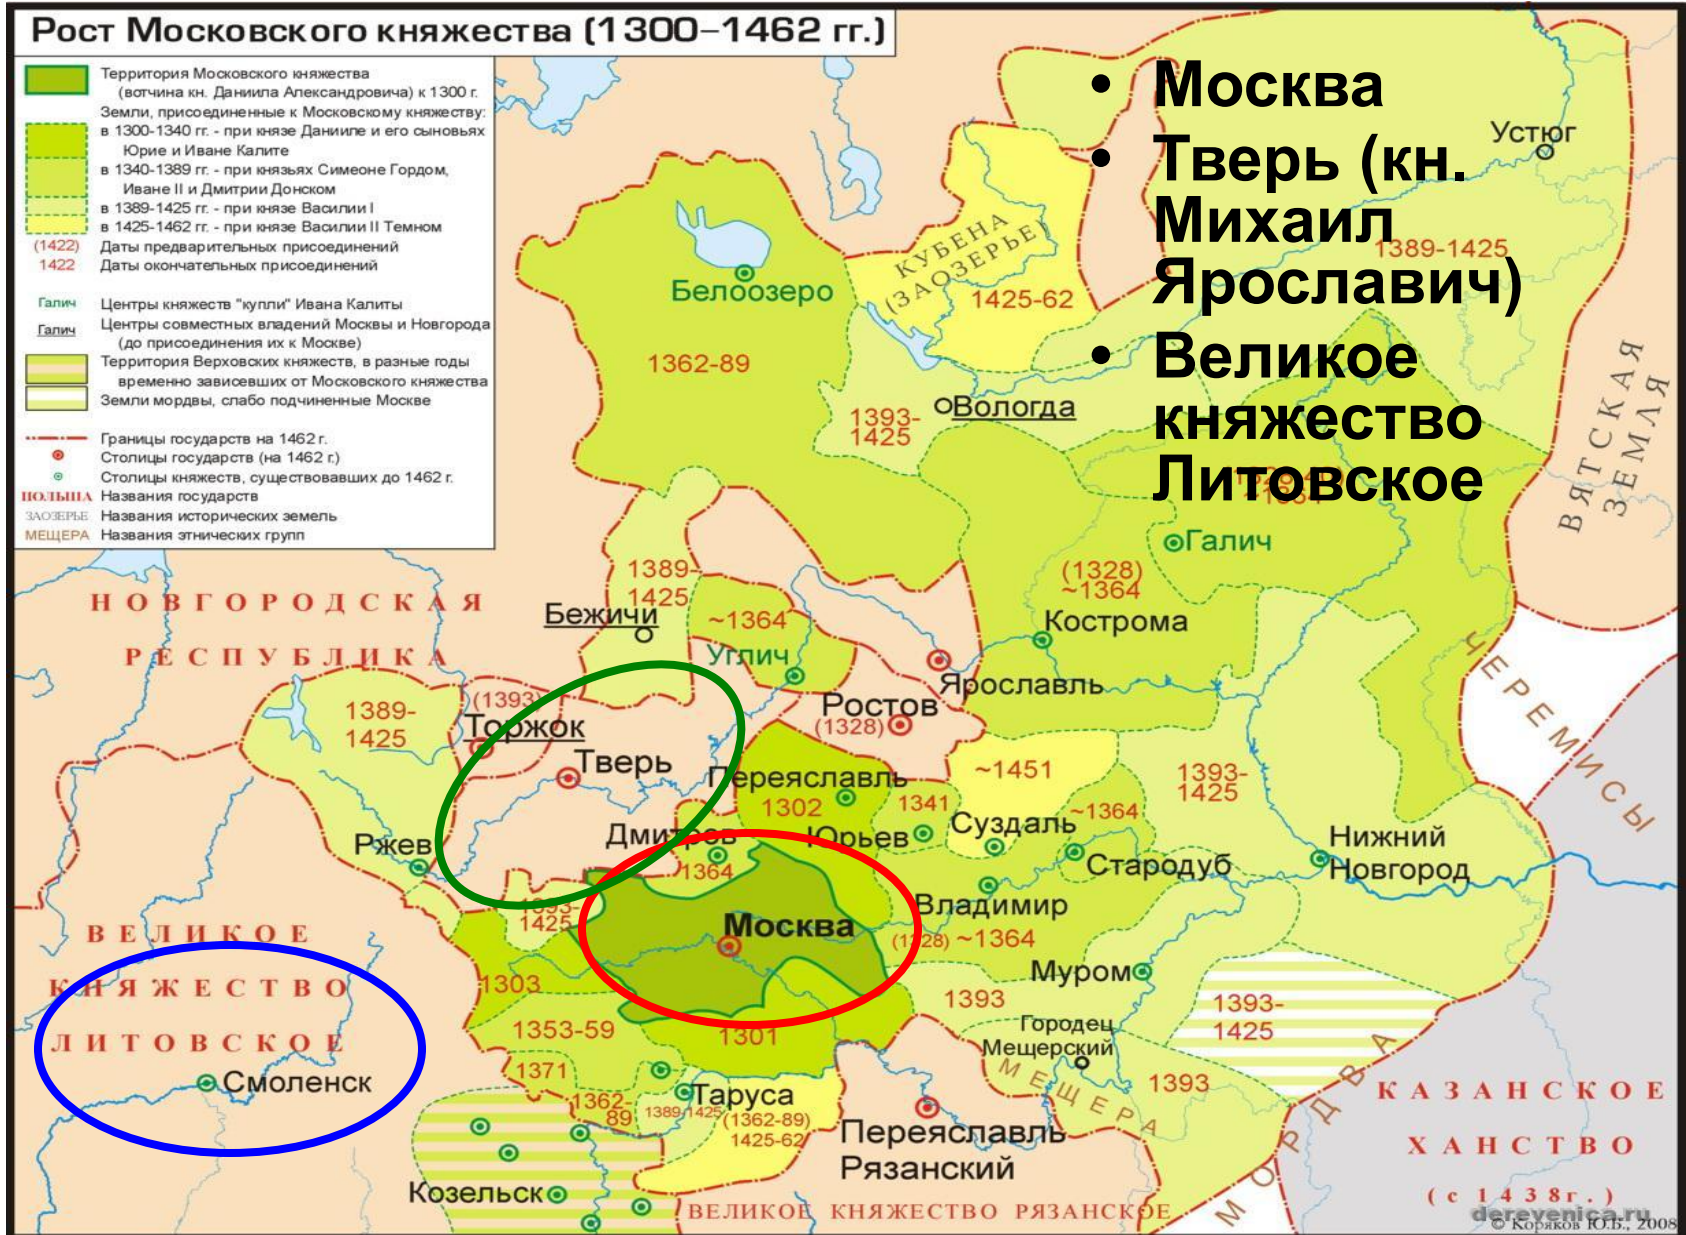 Рост Московского княжества (1300–1462 гг.)
Территория Московского княжества
(вотчина кн. Даниила Александровича) к 1300 г.
Земли, присоединенные к Московскому княжеству:
в 1300-1340 гг. - при князе Данииле и его сыновьях
Юрие и Иване Калите
в 1340-1389 гг. - при князьях Симеоне Гордом,
Иване II и Дмитрии Донском
в 1389-1425 гг. - при князе Василии I
в 1425-1462 гг. - при князе Василии II Темном
(1422) Даты предварительных присоединений
1422 Даты окончательных присоединений
Галич Центры княжеств "купли" Ивана Калиты
Галич Центры совместных владений Москвы и Новгорода
(до присоединения их к Москве)
Территория Верховских княжеств, в разные годы
временно зависевших от Московского княжества
Земли мордвы, слабо подчиненные Москве
Границы государств на 1462 г.
Столицы государств (на 1462 г.)
Столицы княжеств, существовавших до 1462 г.
ПОЛЬША Названия государств
ЗАОЗЕРЬЕ Названия исторических земель
МЕЩЕРА Названия этнических групп
• Москва
• Тверь (кн.
Михаил
Ярославич)
• Великое
княжество
Литовское
Устюг
1389-1425
КУБЕНА
(ЗАОЗЕРЬЕ)
1425-62
Белоозеро
1362-89
1393-
1425
Вологда
ВЯТСКАЯ
ЗЕМЛЯ
Галич
(1328)
~1364
Кострома
НОВГОРОДСКАЯ
РЕСПУБЛИКА
1389-
1425
Бежичи
~1364
Углич
Ярославль
Ростов
(1328)
ЧЕРЕМИСЫ
1389-
1425
(1393)
Торжок
Тверь
Переяславль
1302
~1451
1393-
1425
1341
Юрьев
Суздаль
~1364
Стародуб
Нижний
Новгород
Ржев
Дмитров
1364
1393-
1425
Москва
Владимир
(1328) ~1364
Муром
ВЕЛИКОЕ
КНЯЖЕСТВО
ЛИТОВСКОЕ
Смоленск
1303
1353-59
1301
1393
1393-
1425
Городец
Мещерский
МЕЩЕРА
1393
1371
1362-
89
Таруса
1389-1425
(1362-89)
1425-62
Переяславль
Рязанский
МОРДВА
КАЗАНСКОЕ
ХАНСТВО
(с 1438г.)
Козельск
ВЕЛИКОЕ КНЯЖЕСТВО РЯЗАНСКОЕ
derevenica.ru
© Коряков Ю.Б., 2008